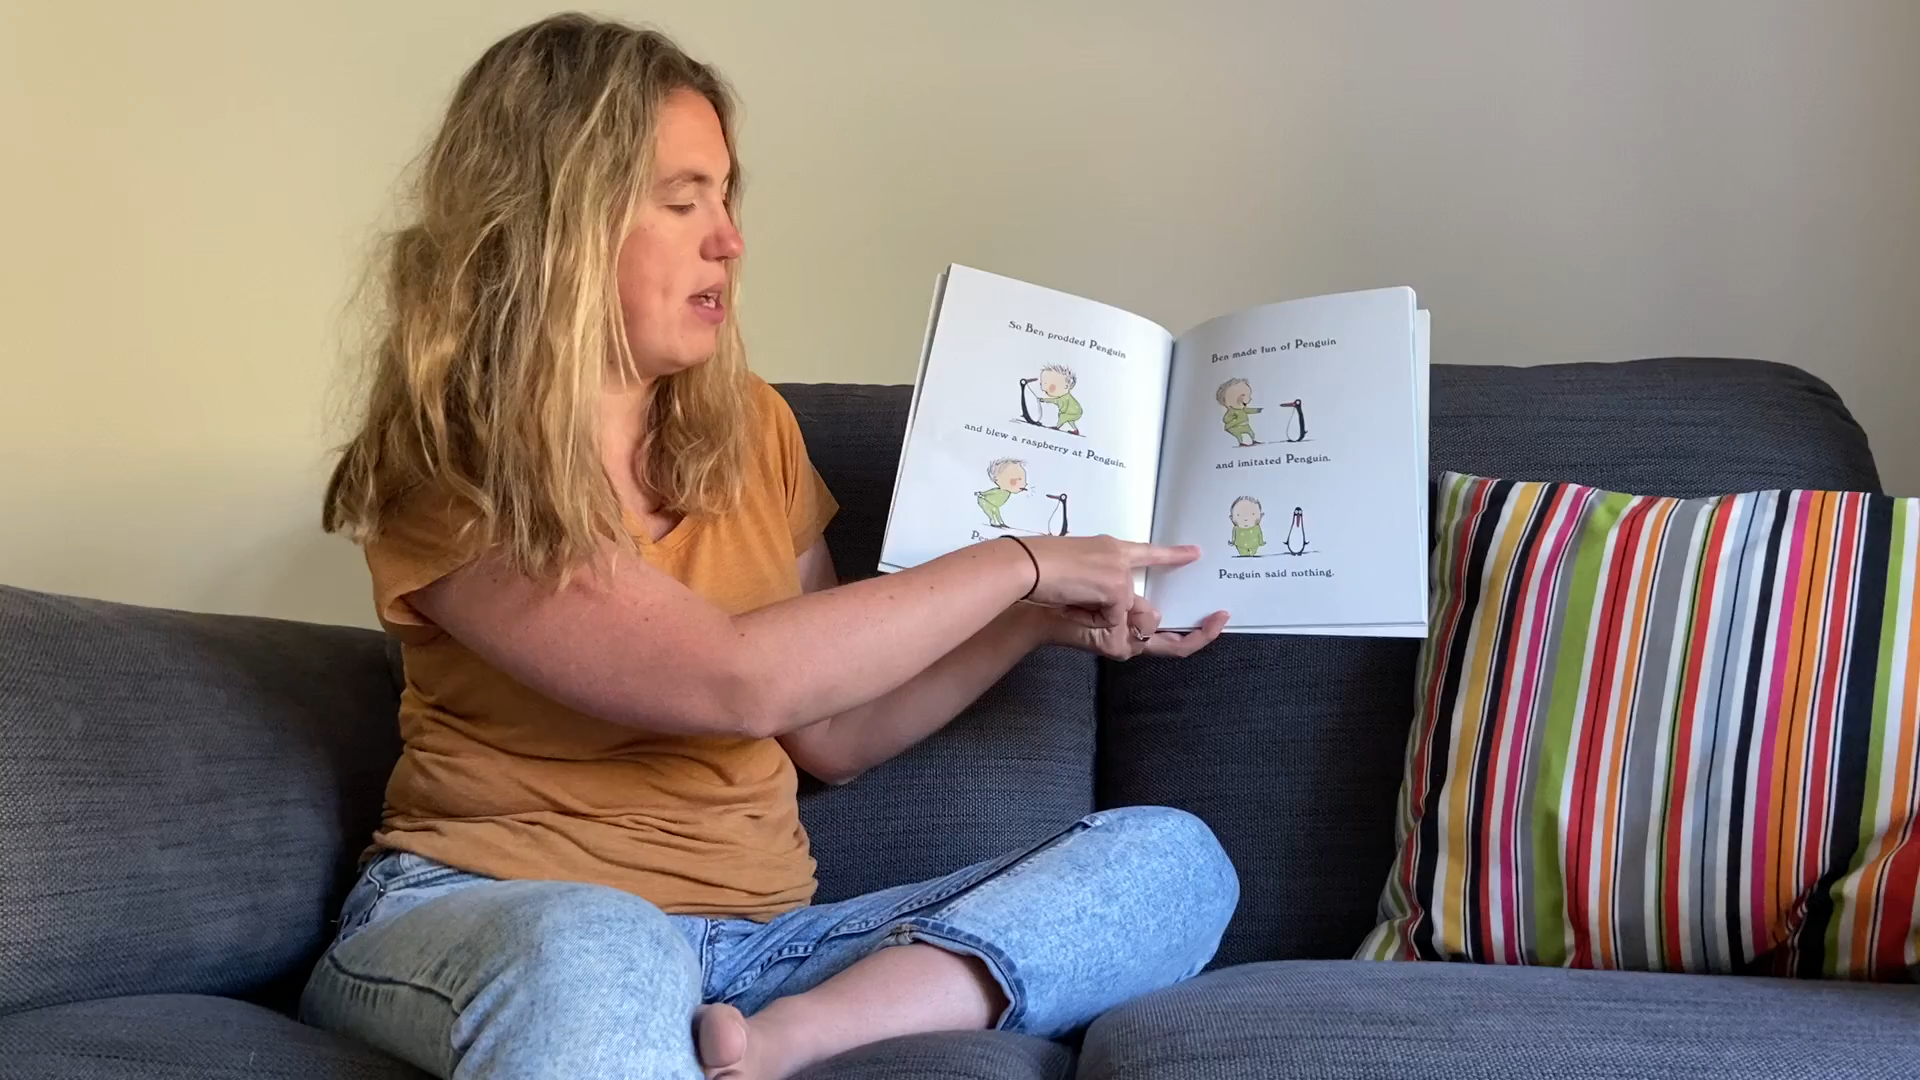 So Ben prodded Penguin
and blew a raspberry at Penguin.
Ben made fun of Penguin
and imitated Penguin.
Penguin said nothing.